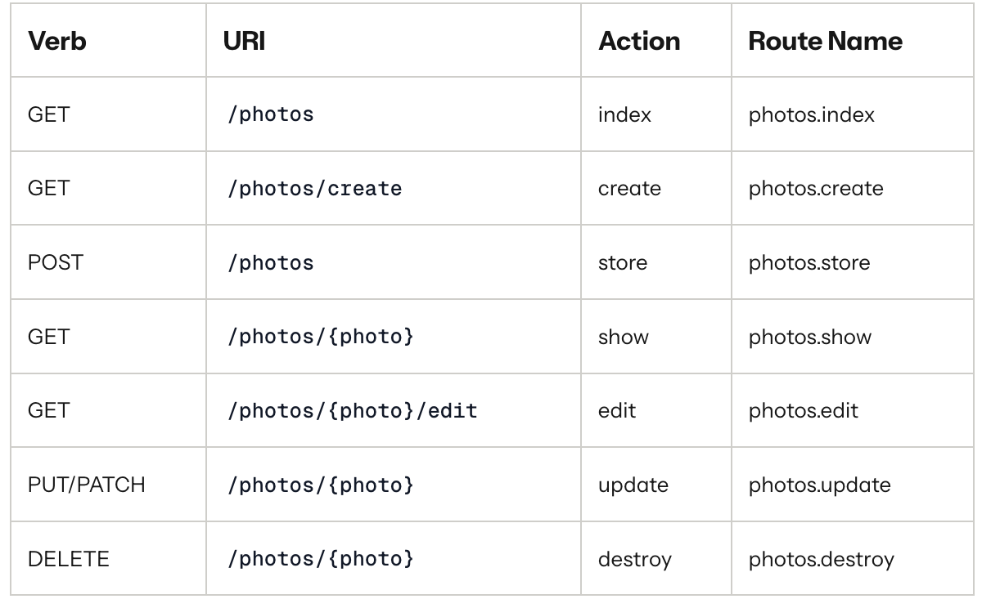 Verb URI Action Route Name
GET /photos index photos.index
GET /photos/create create photos.create
POST /photos store photos.store
GET /photos/{photo} show photos.show
GET /photos/{photo}/edit edit photos.edit
PUT/PATCH /photos/{photo} update photos.update
DELETE /photos/{photo} destroy photos.destroy